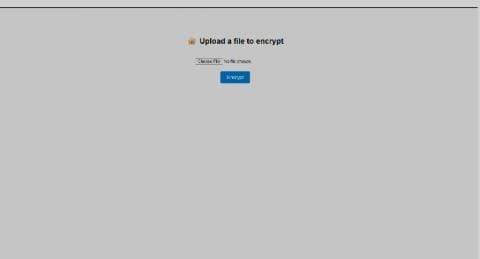 🔒 Upload a file to encrypt
Choose File No file chosen
Encrypt